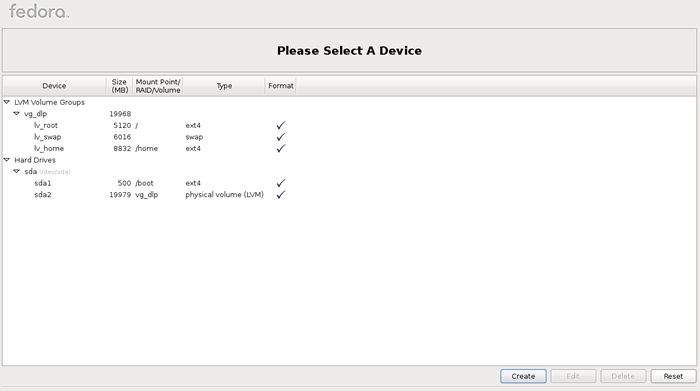 fedora
Please Select A Device
Device Size (MB) Mount Point/ RAID/Volume Type Format
LVM Volume Groups
vg_dlp 19968
lv_root 5120 / ext4
lv_swap 6016 swap
lv_home 8832 /home ext4
Hard Drives
sda (/dev/sda)
sda1 500 /boot ext4
sda2 19979 vg_dlp physical volume (LVM)
Create Edit Delete Reset